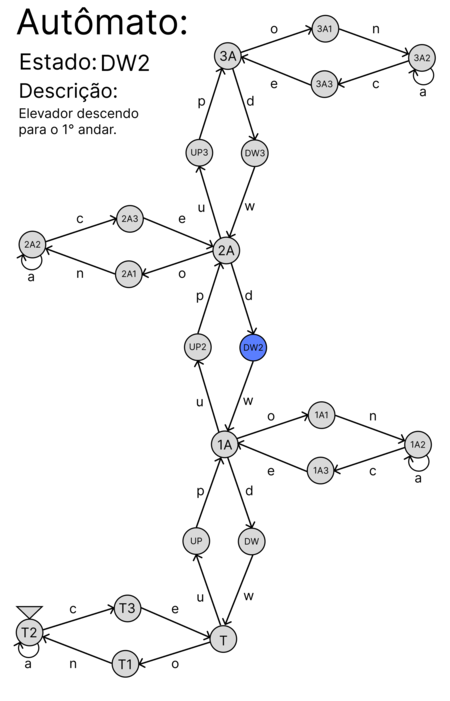 Autômato:
Estado: DW2
Descrição:
Elevador descendo
para o 1° andar.
3A1
o
n
3A
3A2
3A3
e
c
a
p
d
UP3
DW3
u
w
2A3
c
e
2A2
2A
2A1
a
n
o
p
d
UP2
DW2
u
w
1A1
o
n
1A
1A2
1A3
e
c
a
p
d
UP
DW
u
w
T3
c
e
T2
T
T1
a
n
o